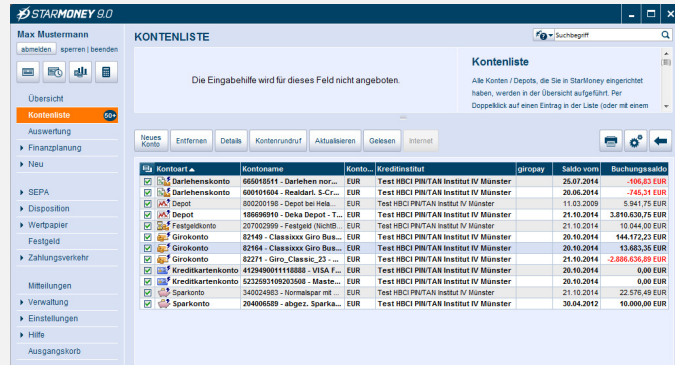 STARMONEY 9.0
Max Mustermann
abmelden sperren | beenden
Übersicht
Kontenliste 50+
Auswertung
Finanzplanung
Neu
SEPA
Disposition
Wertpapier
Festgeld
Zahlungsverkehr
Mitteilungen
Verwaltung
Einstellungen
Hilfe
Ausgangskorb
KONTENLISTE
Suchbegriff
Die Eingabehilfe wird für dieses Feld nicht angeboten.
Kontenliste
Alle Konten / Depots, die Sie in StarMoney eingerichtet
haben, werden in der Übersicht aufgeführt. Per
Doppelklick auf einen Eintrag in der Liste (oder mit einem
Neues Konto Entfernen Details Kontenrundruf Aktualisieren Gelesen Internet
Kontoart Kontoname Konto... Kreditinstitut giropay Saldo vom Buchungssaldo
Darlehenskonto 665018511 - Darlehen nor... EUR Test HBCI PIN/TAN Institut IV Münster 25.07.2014 -106,83 EUR
Darlehenskonto 600101604 - Realdarl. S-Cr... EUR Test HBCI PIN/TAN Institut IV Münster 20.06.2014 -745,31 EUR
Depot 800200198 - Depot bei Hela... EUR Test HBCI PIN/TAN Institut IV Münster 11.03.2009 5.941,75 EUR
Depot 186696910 - Deka Depot - T... EUR Test HBCI PIN/TAN Institut IV Münster 21.10.2014 3.810.630,75 EUR
Festgeldkonto 207002999 - Festgeld (NichtB... EUR Test HBCI PIN/TAN Institut IV Münster 21.10.2014 10.044,00 EUR
Girokonto 82149 - Classixxx Giro Bus... EUR Test HBCI PIN/TAN Institut IV Münster 20.10.2014 144.172,23 EUR
Girokonto 82164 - Classixxx Giro Bus... EUR Test HBCI PIN/TAN Institut IV Münster 20.10.2014 13.683,35 EUR
Girokonto 82271 - Giro_Classic_23 - ... EUR Test HBCI PIN/TAN Institut IV Münster 21.10.2014 -2.886.636,89 EUR
Kreditkartenkonto 4129490011118888 - VISA F... EUR Test HBCI PIN/TAN Institut IV Münster 20.10.2014 0,00 EUR
Kreditkartenkonto 5232593109203508 - Maste... EUR Test HBCI PIN/TAN Institut IV Münster 20.10.2014 0,00 EUR
Sparkonto 340024983 - Normalspar mit ... EUR Test HBCI PIN/TAN Institut IV Münster 21.10.2014 22.576,49 EUR
Sparkonto 204006589 - abgez. Sparka... EUR Test HBCI PIN/TAN Institut IV Münster 30.04.2012 10.000,00 EUR